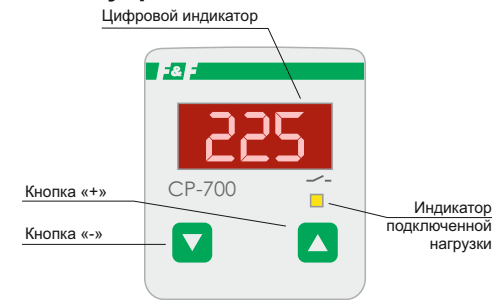 Цифровой индикатор
F&F
225
CP-700
Кнопка «+»
Кнопка «-»
Индикатор
подключенной
нагрузки